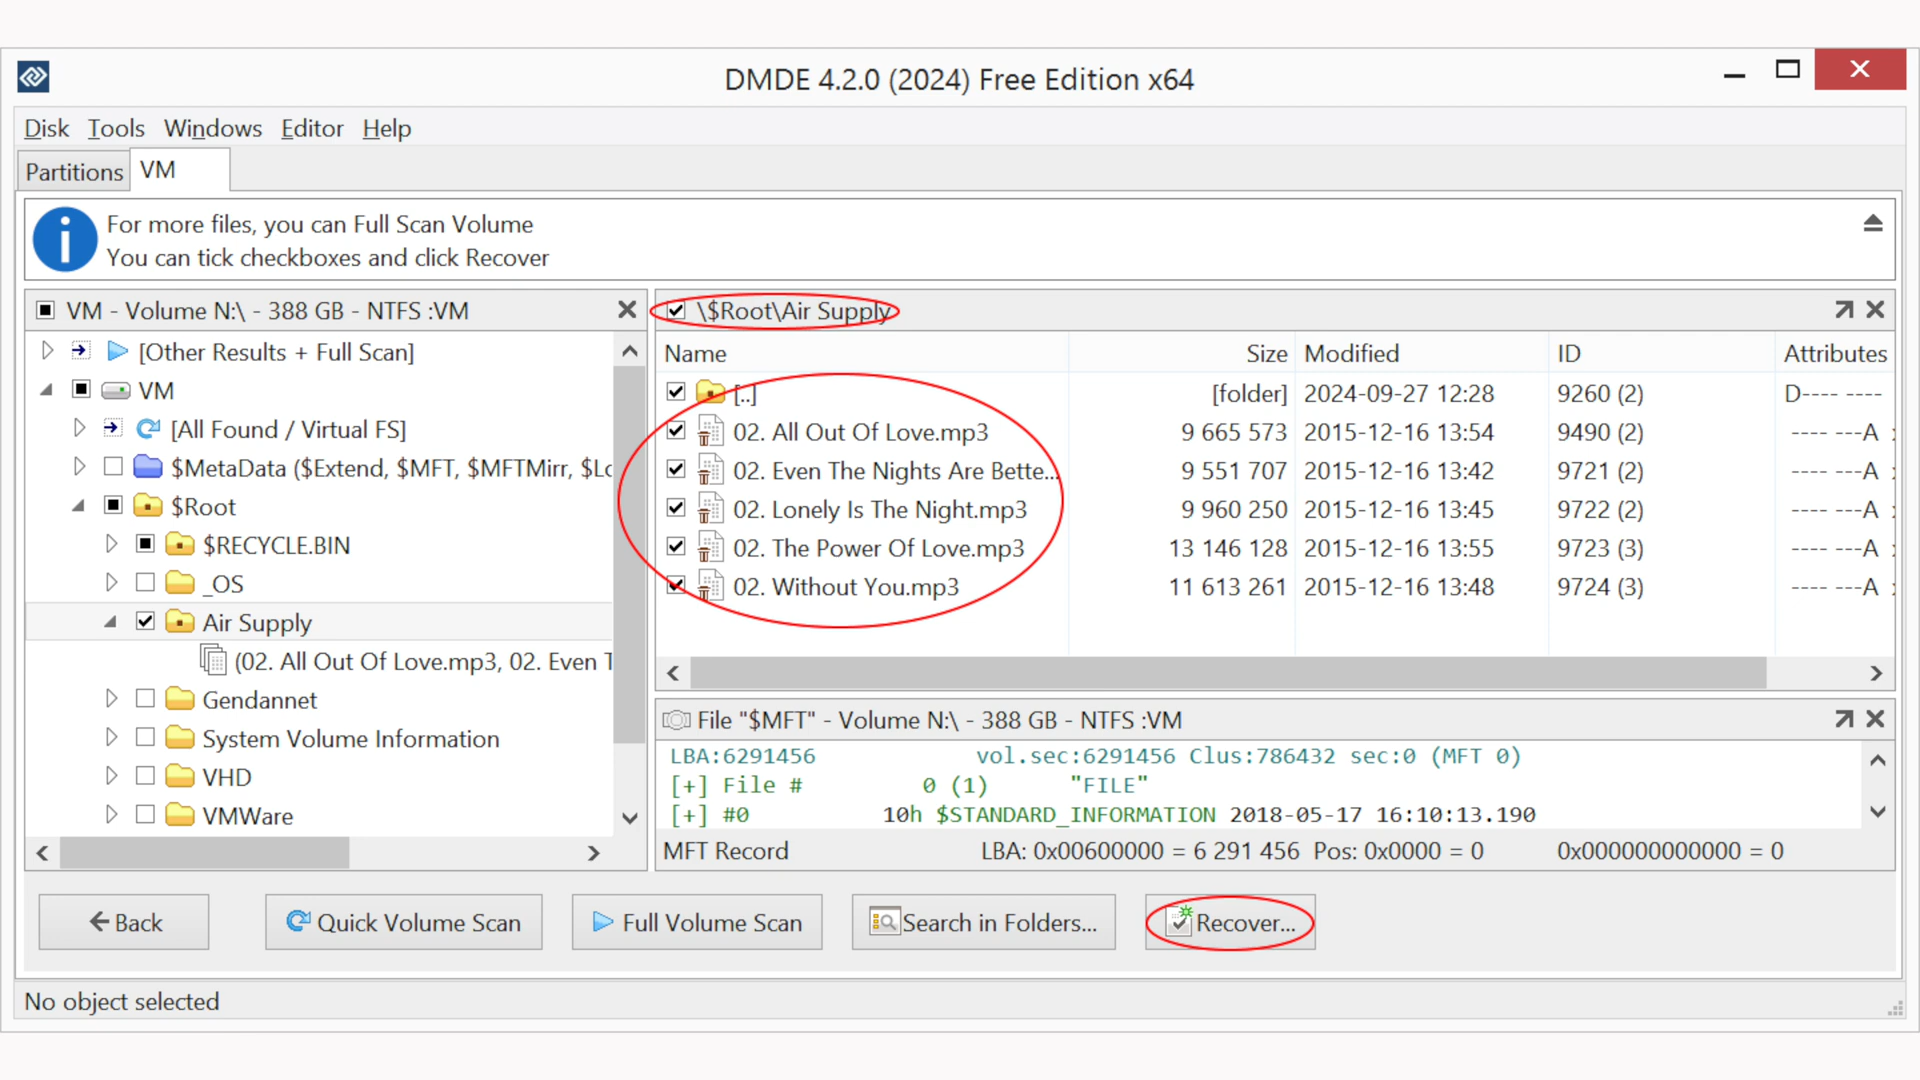 DMDE 4.2.0 (2024) Free Edition x64
Disk Tools Windows Editor Help
Partitions VM
For more files, you can Full Scan Volume
You can tick checkboxes and click Recover
VM - Volume N:\ - 388 GB - NTFS :VM
[Other Results + Full Scan]
VM
[All Found / Virtual FS]
$MetaData ($Extend, $MFT, $MFTMirr, $Lc
$Root
$RECYCLE.BIN
_OS
Air Supply
(02. All Out Of Love.mp3, 02. Even T
Gendannet
System Volume Information
VHD
VMWare
\$Root\Air Supply
Name Size Modified ID Attributes
[..] [folder] 2024-09-27 12:28 9260 (2) D---- ----
02. All Out Of Love.mp3 9 665 573 2015-12-16 13:54 9490 (2) ---- ---A
02. Even The Nights Are Bette... 9 551 707 2015-12-16 13:42 9721 (2) ---- ---A
02. Lonely Is The Night.mp3 9 960 250 2015-12-16 13:45 9722 (2) ---- ---A
02. The Power Of Love.mp3 13 146 128 2015-12-16 13:55 9723 (3) ---- ---A
02. Without You.mp3 11 613 261 2015-12-16 13:48 9724 (3) ---- ---A
File "$MFT" - Volume N:\ - 388 GB - NTFS :VM
LBA:6291456 vol.sec:6291456 Clus:786432 sec:0 (MFT 0)
[+] File # 0 (1) "FILE"
[+] #0 10h $STANDARD_INFORMATION 2018-05-17 16:10:13.190
MFT Record LBA: 0x00600000 = 6 291 456 Pos: 0x0000 = 0 0x000000000000 = 0
Back Quick Volume Scan Full Volume Scan Search in Folders... Recover...
No object selected